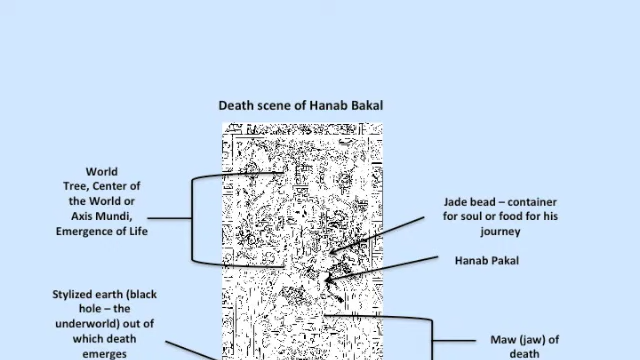 Death scene of Hanab Bakal
World
Tree, Center of
the World or
Axis Mundi,
Emergence of Life
Jade bead – container
for soul or food for his
journey
Hanab Pakal
Stylized earth (black
hole – the
underworld) out of
which death
emerges
Maw (jaw) of
death